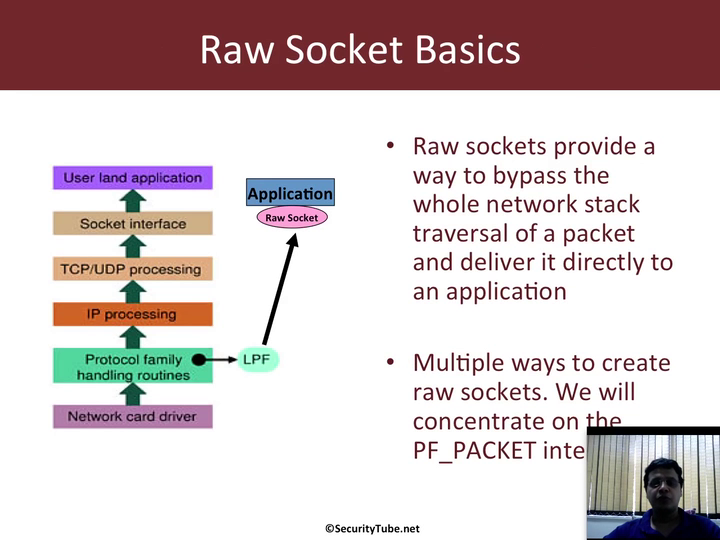 Raw Socket Basics
User land application
Socket interface
TCP/UDP processing
IP processing
Protocol family
handling routines
Network card driver
Application
Raw Socket
LPF
• Raw sockets provide a
way to bypass the
whole network stack
traversal of a packet
and deliver it directly to
an application
• Multiple ways to create
raw sockets. We will
concentrate on the
PF_PACKET
©SecurityTube.net